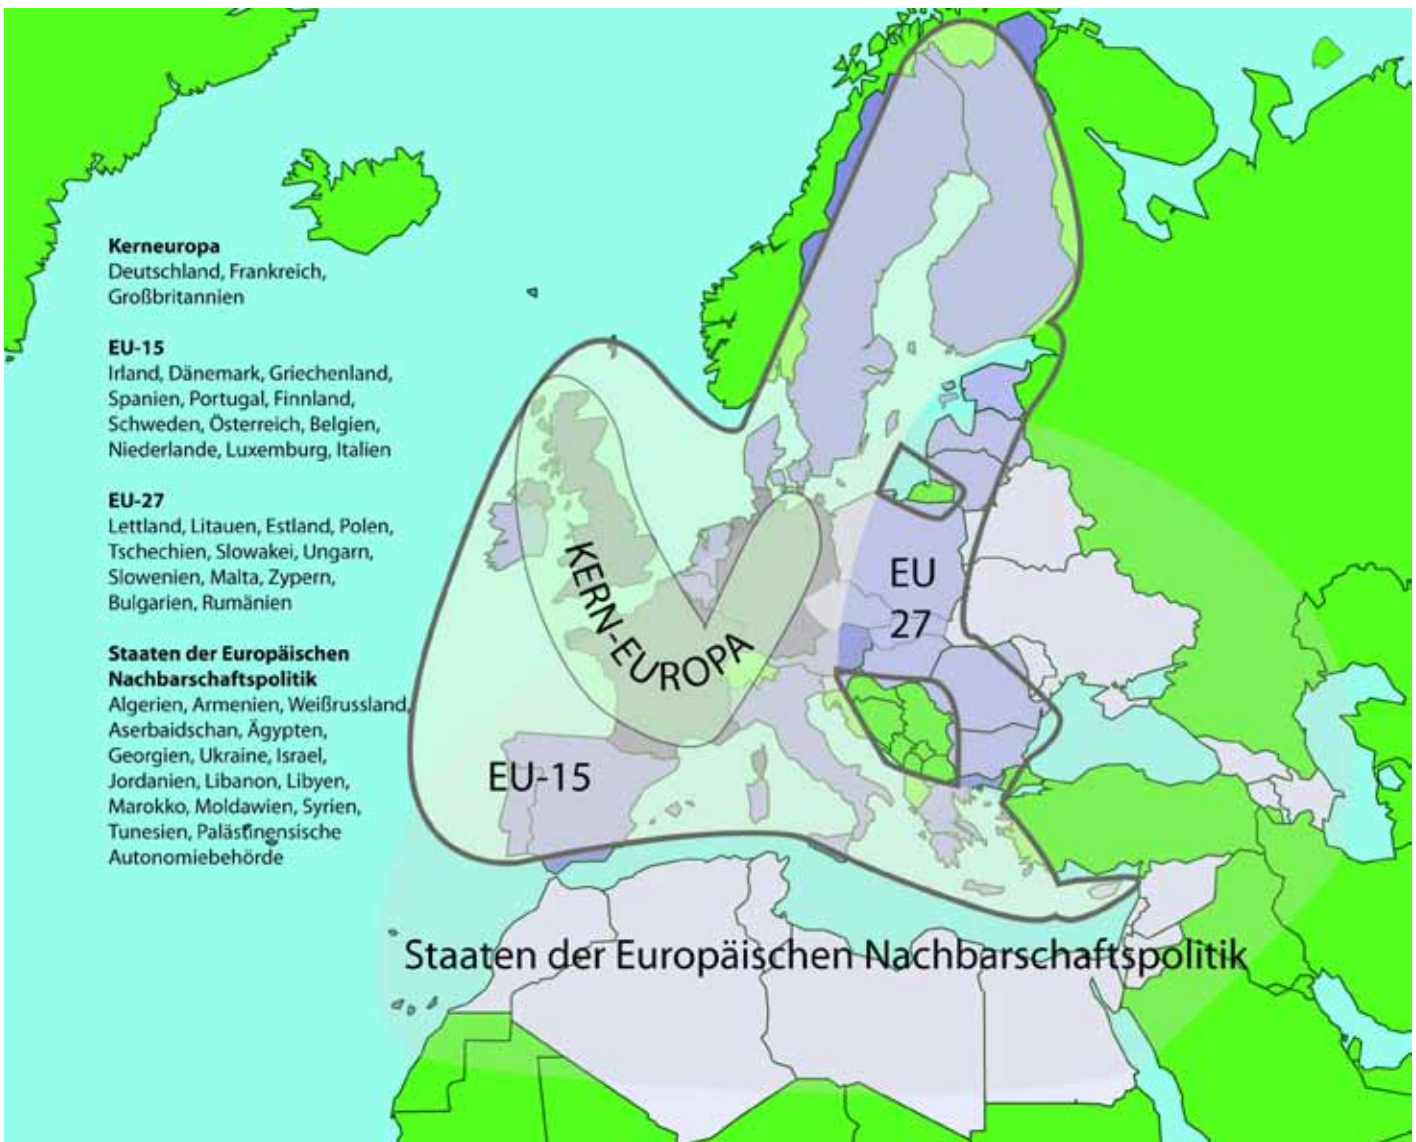 Kerneuropa
Deutschland, Frankreich,
Großbritannien
EU-15
Irland, Dänemark, Griechenland,
Spanien, Portugal, Finnland,
Schweden, Österreich, Belgien,
Niederlande, Luxemburg, Italien
EU-27
Lettland, Litauen, Estland, Polen,
Tschechien, Slowakei, Ungarn,
Slowenien, Malta, Zypern,
Bulgarien, Rumänien
Staaten der Europäischen
Nachbarschaftspolitik
Algerien, Armenien, Weißrussland,
Aserbaidschan, Ägypten,
Georgien, Ukraine, Israel,
Jordanien, Libanon, Libyen,
Marokko, Moldawien, Syrien,
Tunesien, Palästinensische
Autonomiebehörde
KERN-EUROPA
EU
27
EU-15
Staaten der Europäischen Nachbarschaftspolitik